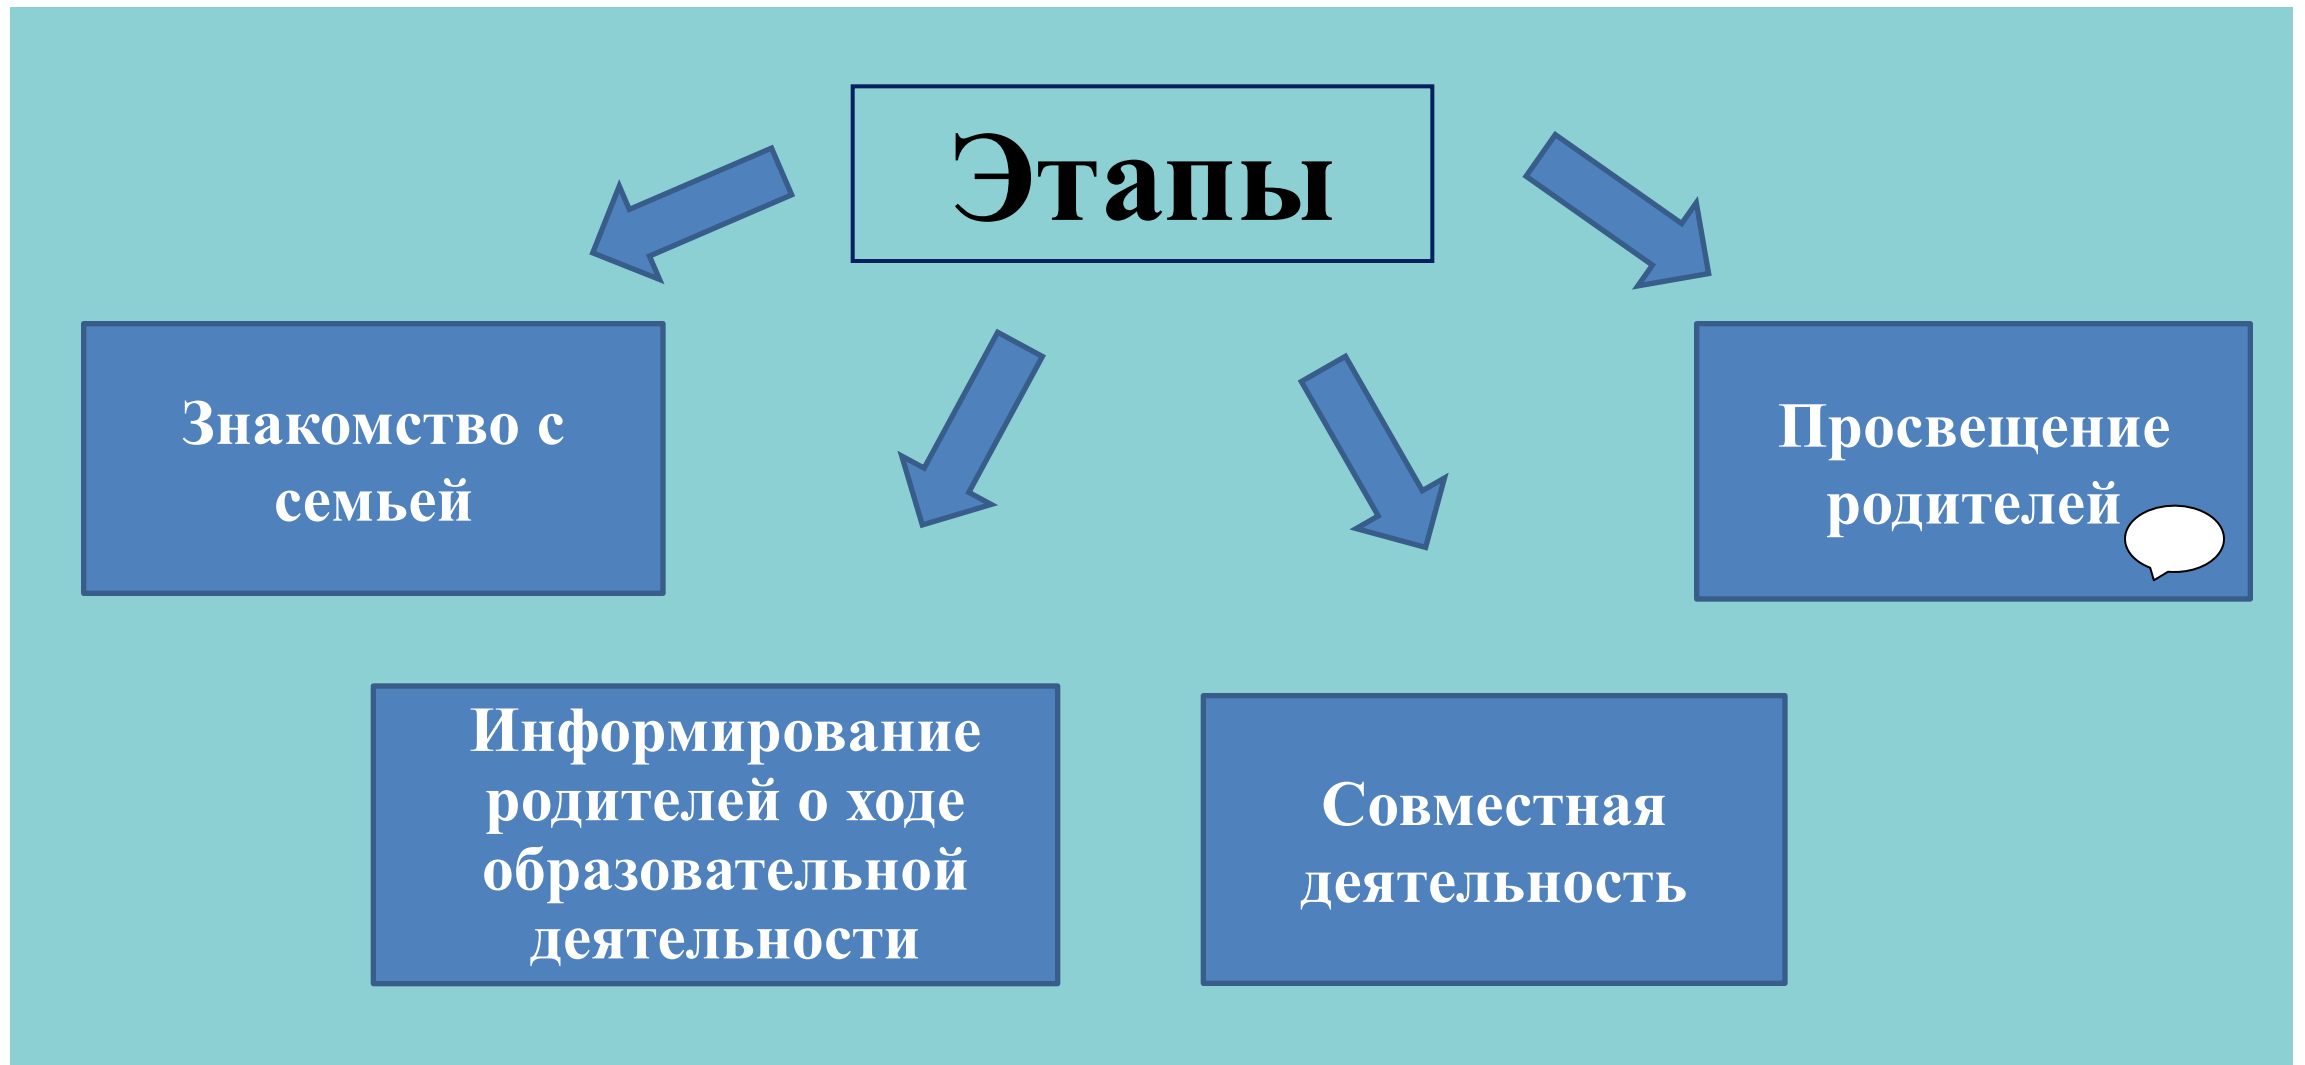 Этапы
Знакомство с
семьей
Просвещение
родителей
Информирование
родителей о ходе
образовательной
деятельности
Совместная
деятельность